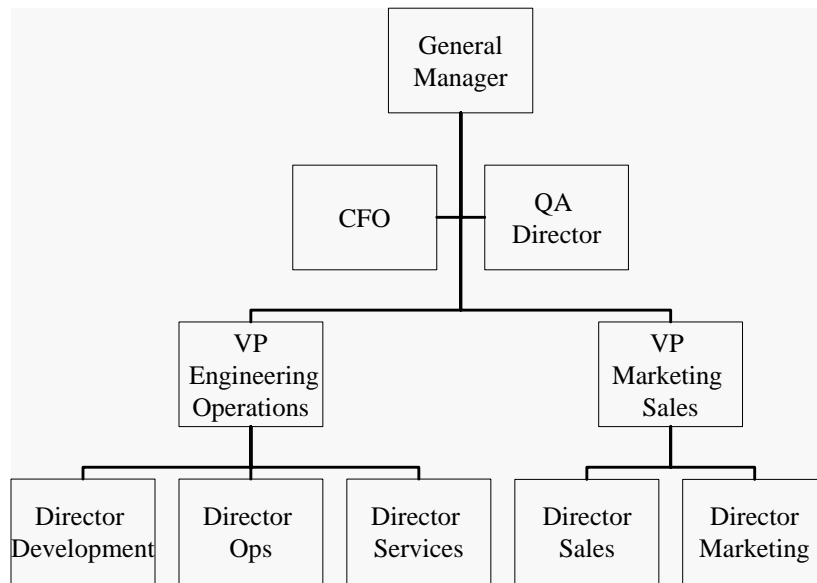 General
Manager
CFO
QA
Director
VP
Engineering
Operations
VP
Marketing
Sales
Director
Development
Director
Ops
Director
Services
Director
Sales
Director
Marketing